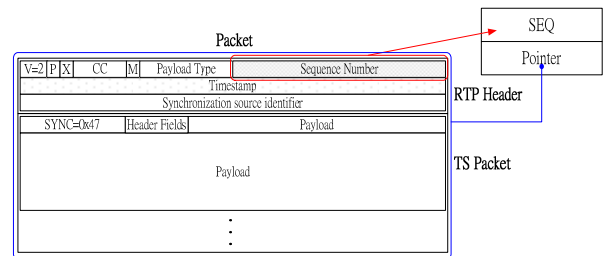 Packet
SEQ
Pointer
V=2 P X CC M Payload Type Sequence Number
Timestamp
Synchronization source identifier
RTP Header
SYNC=0x47 Header Fields Payload
Payload
TS Packet